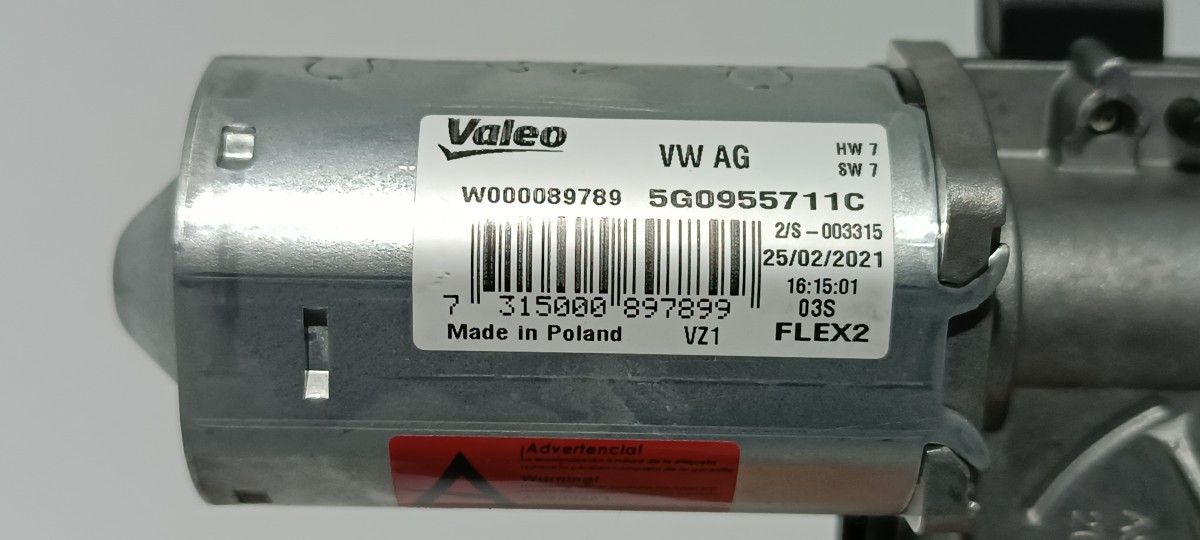 Valeo
VW AG
HW 7
SW 7
W000089789 5G0955711C
2/S - 003315
25/02/2021
16:15:01
7 315000 897899
03S
Made in Poland VZ1 FLEX2
¡Advertencia!
Warning!